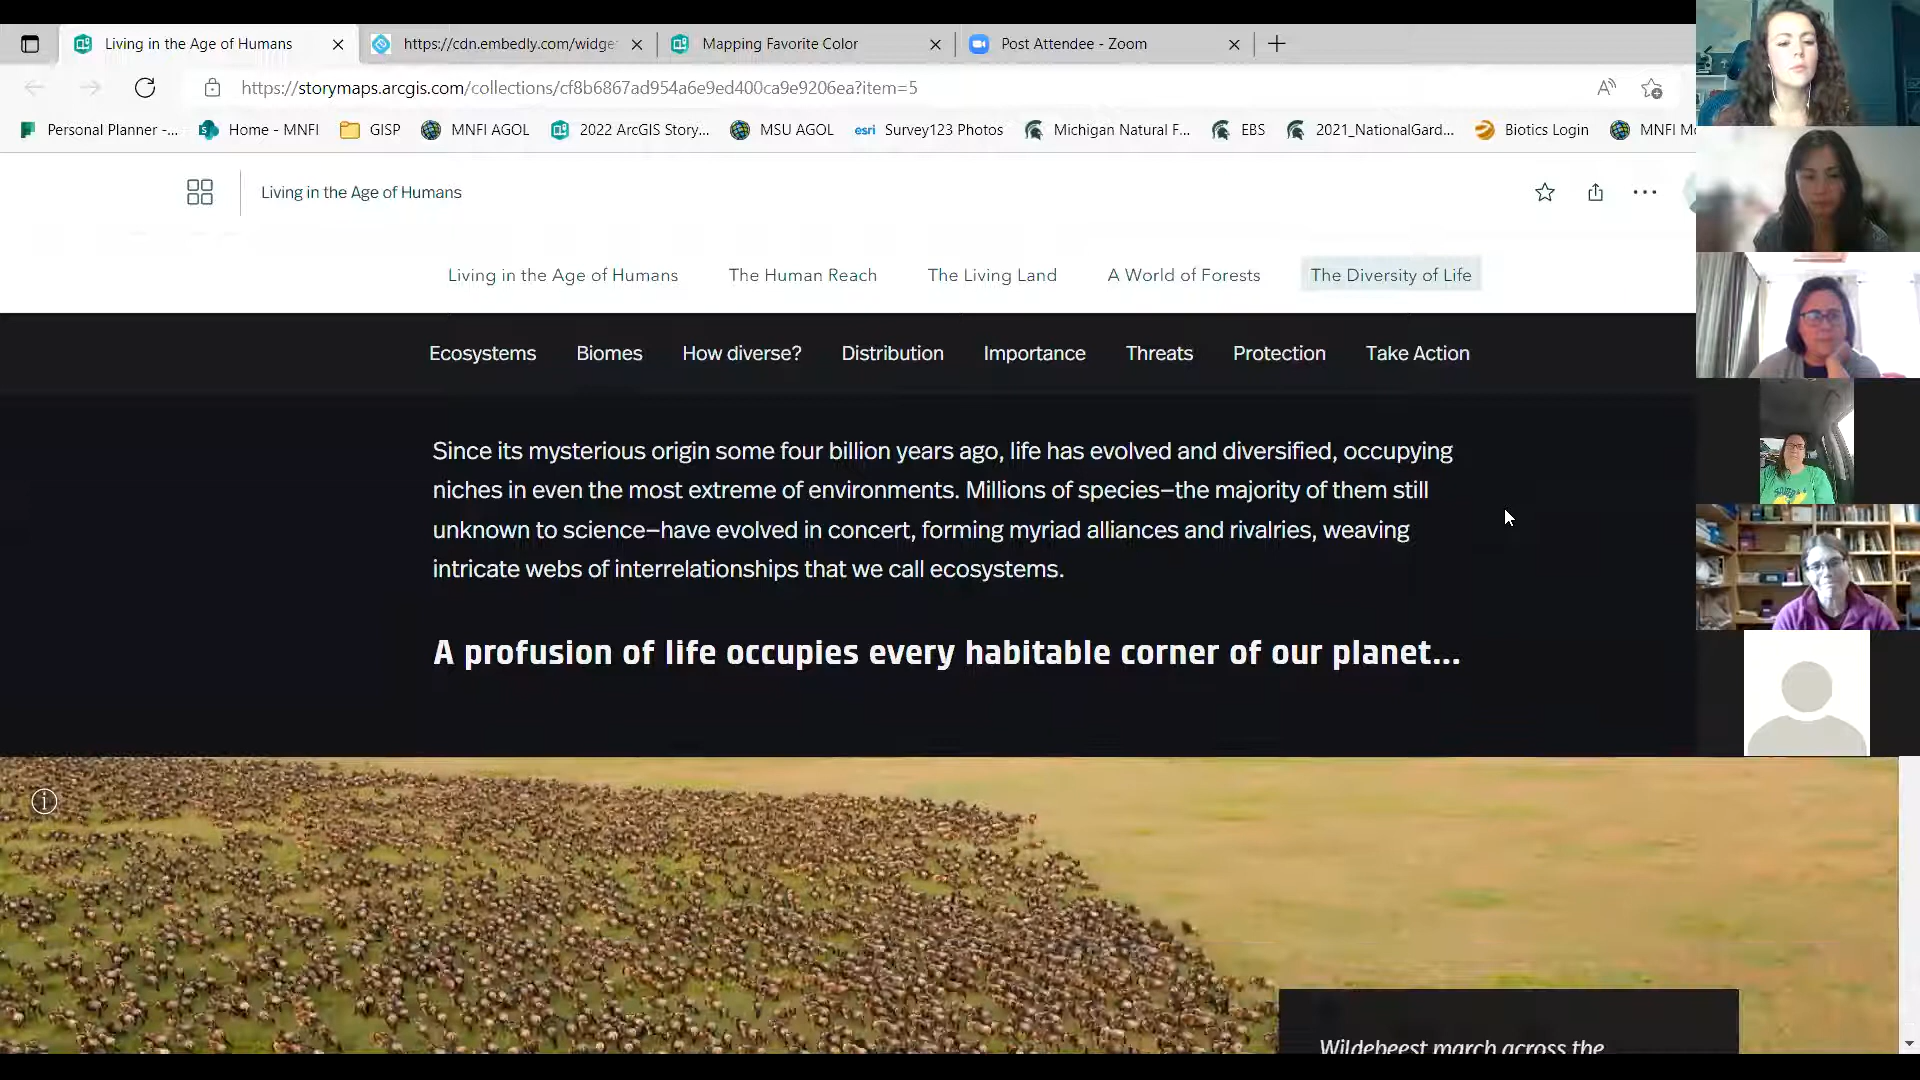 Living in the Age of Humans
https://cdn.embedly.com/widge
Mapping Favorite Color
Post Attendee - Zoom
https://storymaps.arcgis.com/collections/cf8b6867ad954a6e9ed400ca9e9206ea?item=5
Personal Planner -...
Home - MNFI
GISP
MNFI AGOL
2022 ArcGIS Story...
MSU AGOL
esri
Survey123 Photos
Michigan Natural F...
EBS
2021_NationalGard...
Biotics Login
MNFI Mo
Living in the Age of Humans
Living in the Age of Humans
The Human Reach
The Living Land
A World of Forests
The Diversity of Life
Ecosystems
Biomes
How diverse?
Distribution
Importance
Threats
Protection
Take Action
Since its mysterious origin some four billion years ago, life has evolved and diversified, occupying
niches in even the most extreme of environments. Millions of species—the majority of them still
unknown to science—have evolved in concert, forming myriad alliances and rivalries, weaving
intricate webs of interrelationships that we call ecosystems.
A profusion of life occupies every habitable corner of our planet...
Wildebeest march across the